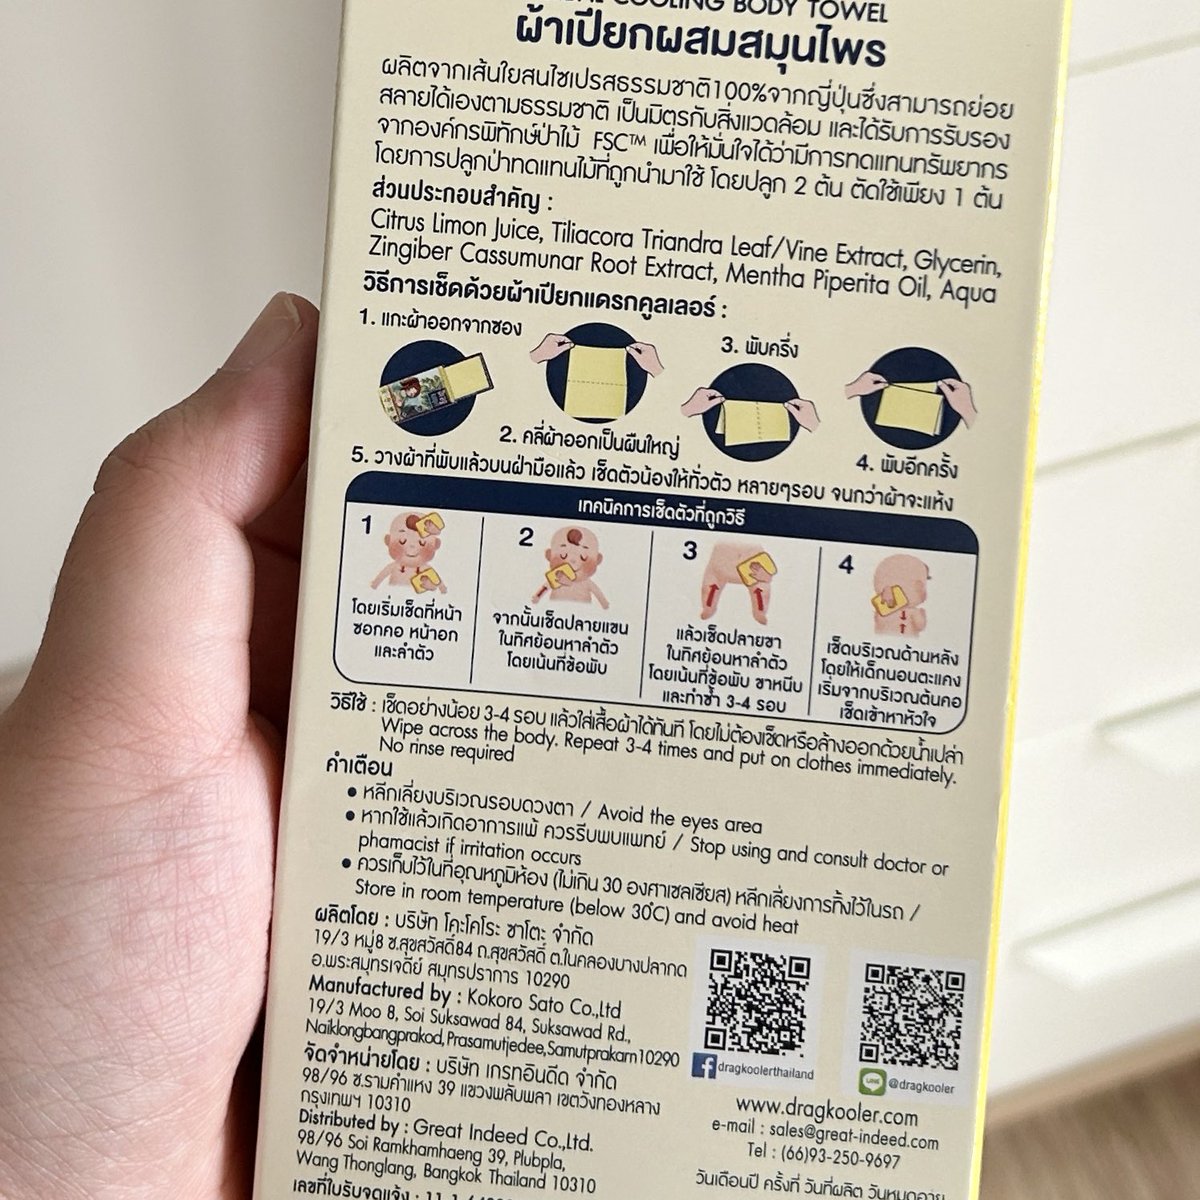 COOLING BODY TOWEL
ผ้าเปียกผสมสมุนไพร
ผลิตจากเส้นใยสนไซเปรสธรรมชาติ100%จากญี่ปุ่นซึ่งสามารถย่อย
สลายได้เองตามธรรมชาติ เป็นมิตรกับสิ่งแวดล้อม และได้รับการรับรอง
จากองค์กรพิทักษ์ป่าไม้ FSC™ เพื่อให้มั่นใจได้ว่ามีการทดแทนทรัพยากร
โดยการปลูกป่าทดแทนไม้ที่ถูกนำมาใช้ โดยปลูก 2 ต้น ตัดใช้เพียง 1 ต้น
ส่วนประกอบสำคัญ :
Citrus Limon Juice, Tiliacora Triandra Leaf/Vine Extract, Glycerin,
Zingiber Cassumunar Root Extract, Mentha Piperita Oil, Aqua
วิธีการเช็ดด้วยผ้าเปียกแดรกคูลเลอร์ :
1. แกะผ้าออกจากซอง
2. คลี่ผ้าออกเป็นผืนใหญ่
3. พับครึ่ง
4. พับอีกครั้ง
5. วางผ้าที่พับแล้วบนฝ่ามือแล้ว เช็ดตัวน้องให้ทั่วตัว หลายๆรอบ จนกว่าผ้าจะแห้ง
เทคนิคการเช็ดตัวที่ถูกวิธี
1
โดยเริ่มเช็ดที่หน้า
ซอกคอ หน้าอก
และลำตัว
2
จากนั้นเช็ดปลายแขน
ในทิศย้อนหาลำตัว
โดยเน้นที่ข้อพับ
3
แล้วเช็ดปลายขา
ในทิศย้อนหาลำตัว
โดยเน้นที่ข้อพับ ขาหนีบ
และทำซ้ำ 3-4 รอบ
4
เช็ดบริเวณด้านหลัง
โดยให้เด็กนอนตะแคง
เริ่มจากบริเวณต้นคอ
เช็ดเข้าหาหัวใจ
วิธีใช้ : เช็ดอย่างน้อย 3-4 รอบ แล้วใส่เสื้อผ้าได้ทันที โดยไม่ต้องเช็ดหรือล้างออกด้วยน้ำเปล่า
Wipe across the body. Repeat 3-4 times and put on clothes immediately.
No rinse required
คำเตือน
• หลีกเลี่ยงบริเวณรอบดวงตา / Avoid the eyes area
• หากใช้แล้วเกิดอาการแพ้ ควรรีบพบแพทย์ / Stop using and consult doctor or
phamacist if irritation occurs
• ควรเก็บไว้ในที่อุณหภูมิห้อง (ไม่เกิน 30 องศาเซลเซียส) หลีกเลี่ยงการทิ้งไว้ในรถ /
Store in room temperature (below 30°C) and avoid heat
ผลิตโดย : บริษัท โคะโคโระ ซาโตะ จำกัด
19/3 หมู่8 ซ.สุขสวัสดิ์84 ถ.สุขสวัสดิ์ ต.ในคลองบางปลากด
อ.พระสมุทรเจดีย์ สมุทรปราการ 10290
Manufactured by : Kokoro Sato Co.,Ltd
19/3 Moo 8, Soi Suksawad 84, Suksawad Rd.,
Naiklongbangprakod, Prasamutjedee, Samutprakarn 10290
จัดจำหน่ายโดย : บริษัท เกรทอินดีด จำกัด
98/96 ซ.รามคำแหง 39 แขวงพลับพลา เขตวังทองหลาง
กรุงเทพฯ 10310
Distributed by : Great Indeed Co.,Ltd.
98/96 Soi Ramkhamhaeng 39, Plubpla,
Wang Thonglang, Bangkok Thailand 10310
เลขที่ใบรับจดแจ้ง :
dragkoolerthailand
LINE @dragkooler
www.dragkooler.com
e-mail : sales@great-indeed.com
Tel : (66)93-250-9697
วันเดือนปี ครั้งที่ วันที่ผลิต วันหมดอายุ